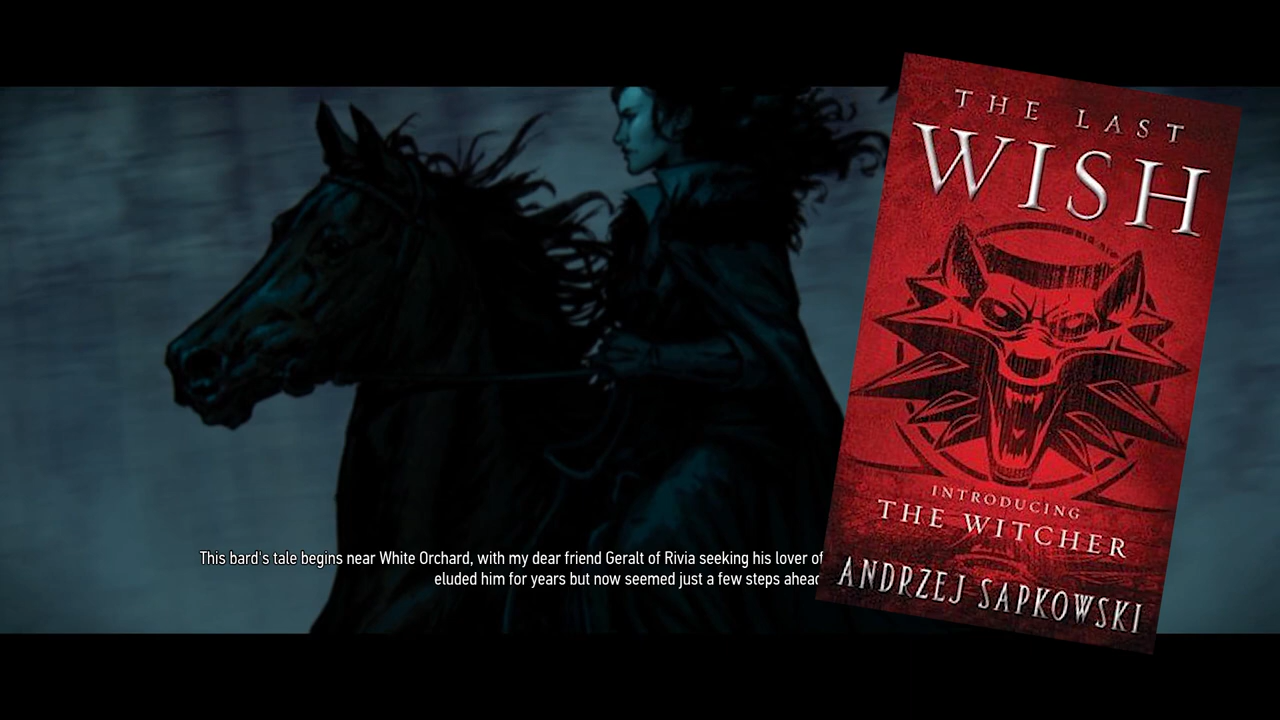 THE LAST
WISH
INTRODUCING
THE WITCHER
ANDRZEJ SAPKOWSKI
This bard's tale begins near White Orchard, with my dear friend Geralt of Rivia seeking his lover of
eluded him for years but now seemed just a few steps ahead